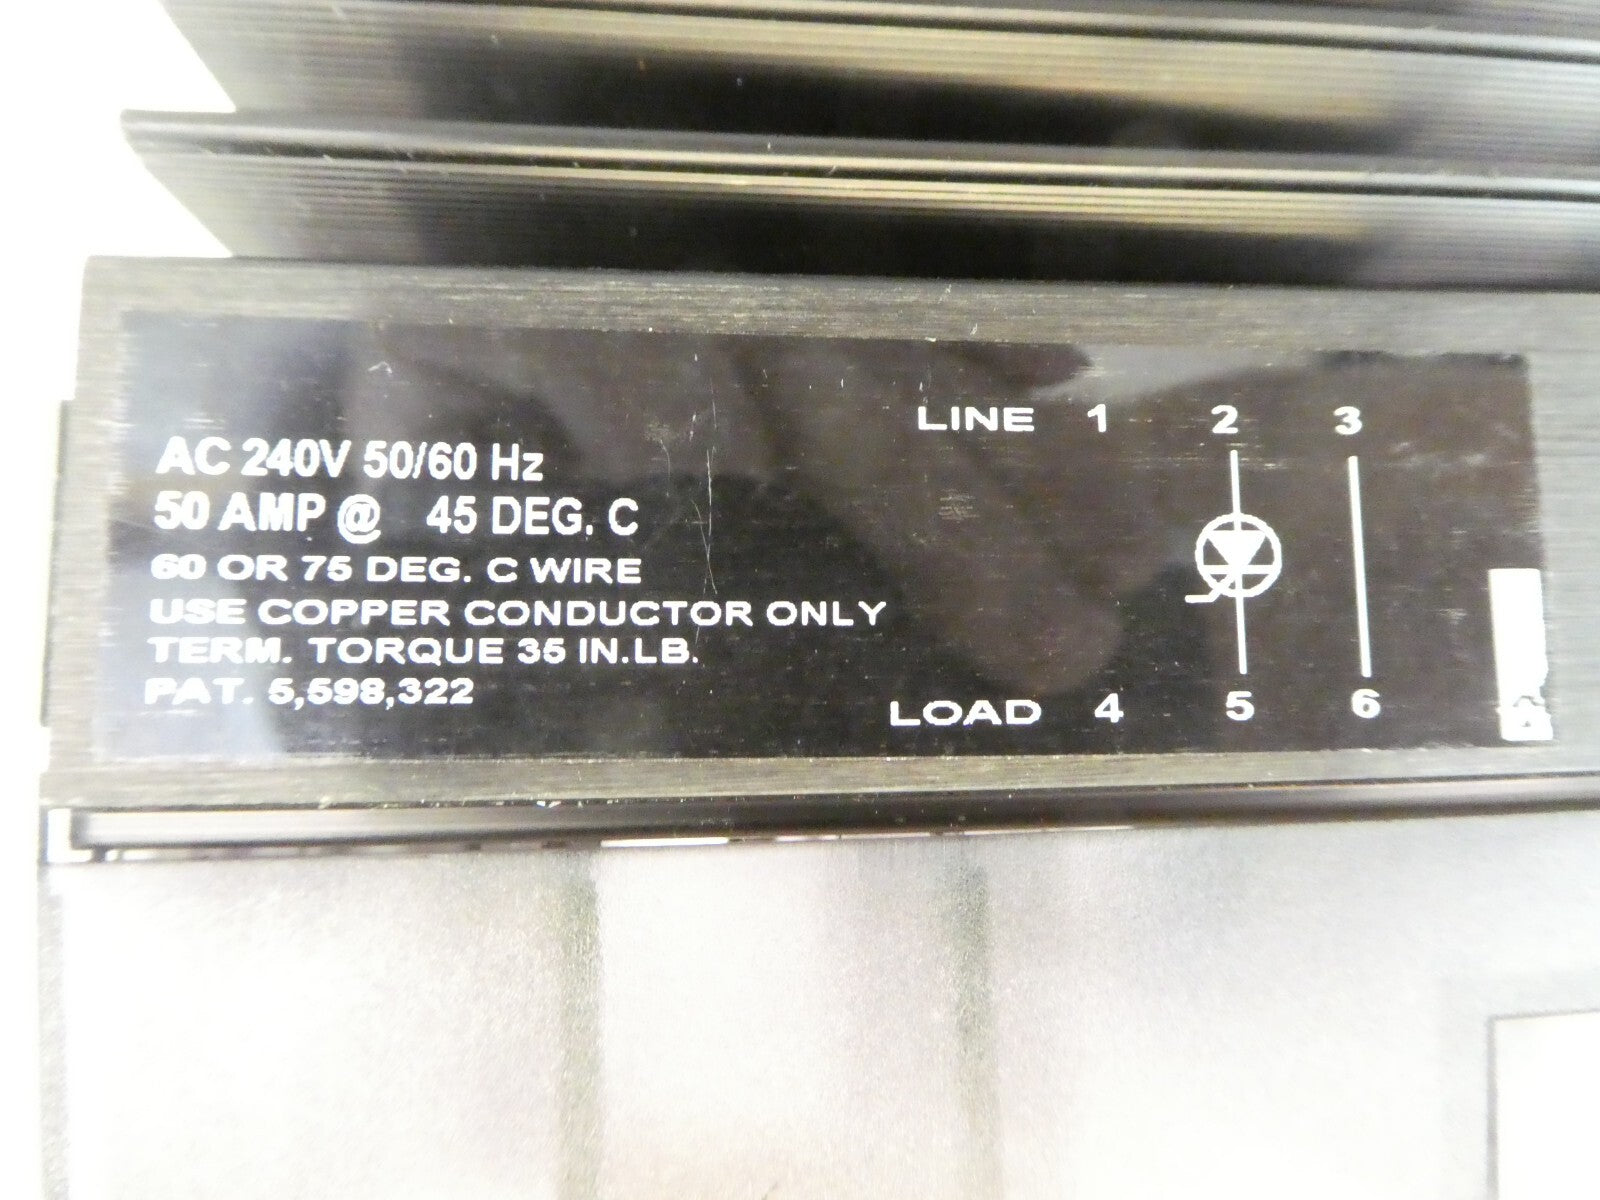 AC 240V 50/60 Hz
50 AMP @ 45 DEG. C
60 OR 75 DEG. C WIRE
USE COPPER CONDUCTOR ONLY
TERM. TORQUE 35 IN.LB.
PAT. 5,598,322
LINE 1 2 3
LOAD 4 5 6